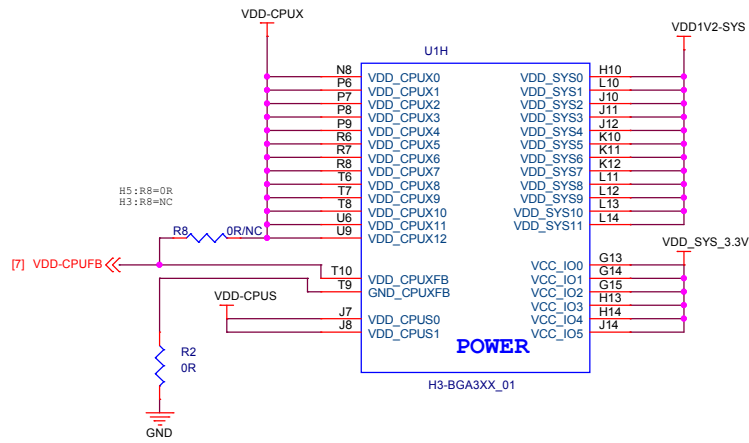 VDD-CPUX
VDD1V2-SYS
U1H
N8 VDD_CPUX0 VDD_SYS0 H10
P6 VDD_CPUX1 VDD_SYS1 L10
P7 VDD_CPUX2 VDD_SYS2 J10
P8 VDD_CPUX3 VDD_SYS3 J11
P9 VDD_CPUX4 VDD_SYS4 J12
R6 VDD_CPUX5 VDD_SYS5 K10
R7 VDD_CPUX6 VDD_SYS6 K11
R8 VDD_CPUX7 VDD_SYS7 K12
T6 VDD_CPUX8 VDD_SYS8 L11
T7 VDD_CPUX9 VDD_SYS9 L12
T8 VDD_CPUX10 VDD_SYS10 L13
U6 VDD_CPUX11 VDD_SYS11 L14
U9 VDD_CPUX12
H5:R8=0R
H3:R8=NC
R8 0R/NC
VDD_SYS_3.3V
[7] VDD-CPUFB
VCC_IO0 G13
T10 VDD_CPUXFB VCC_IO1 G14
T9 GND_CPUXFB VCC_IO2 G15
VCC_IO3 H13
VDD-CPUS
J7 VDD_CPUS0 VCC_IO4 H14
J8 VDD_CPUS1 VCC_IO5 J14
POWER
R2
0R
H3-BGA3XX_01
GND